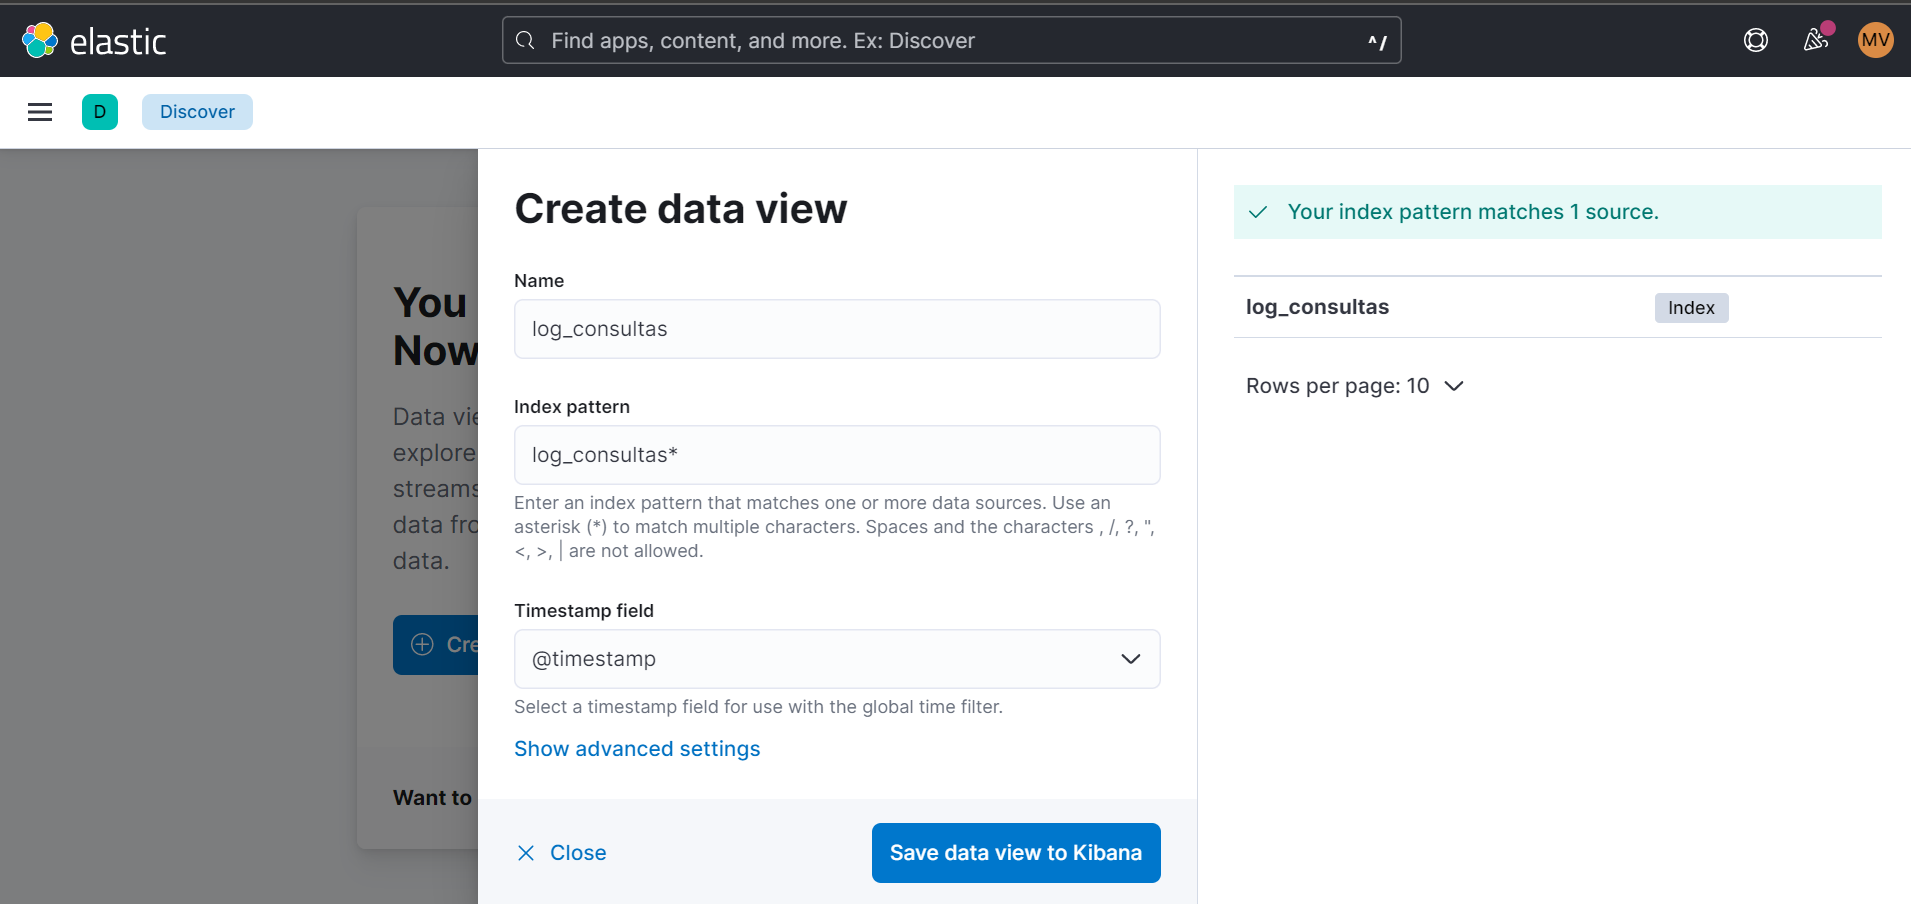 elastic
Find apps, content, and more. Ex: Discover
^/
MV
D
Discover
You
Now
Data vie
explore
streams
data fro
data.
Cre
Want to
Create data view
Name
log_consultas
Index pattern
log_consultas*
Enter an index pattern that matches one or more data sources. Use an
asterisk (*) to match multiple characters. Spaces and the characters , /, ?, ",
<, >, | are not allowed.
Timestamp field
@timestamp
Select a timestamp field for use with the global time filter.
Show advanced settings
Close
Save data view to Kibana
Your index pattern matches 1 source.
log_consultas Index
Rows per page: 10